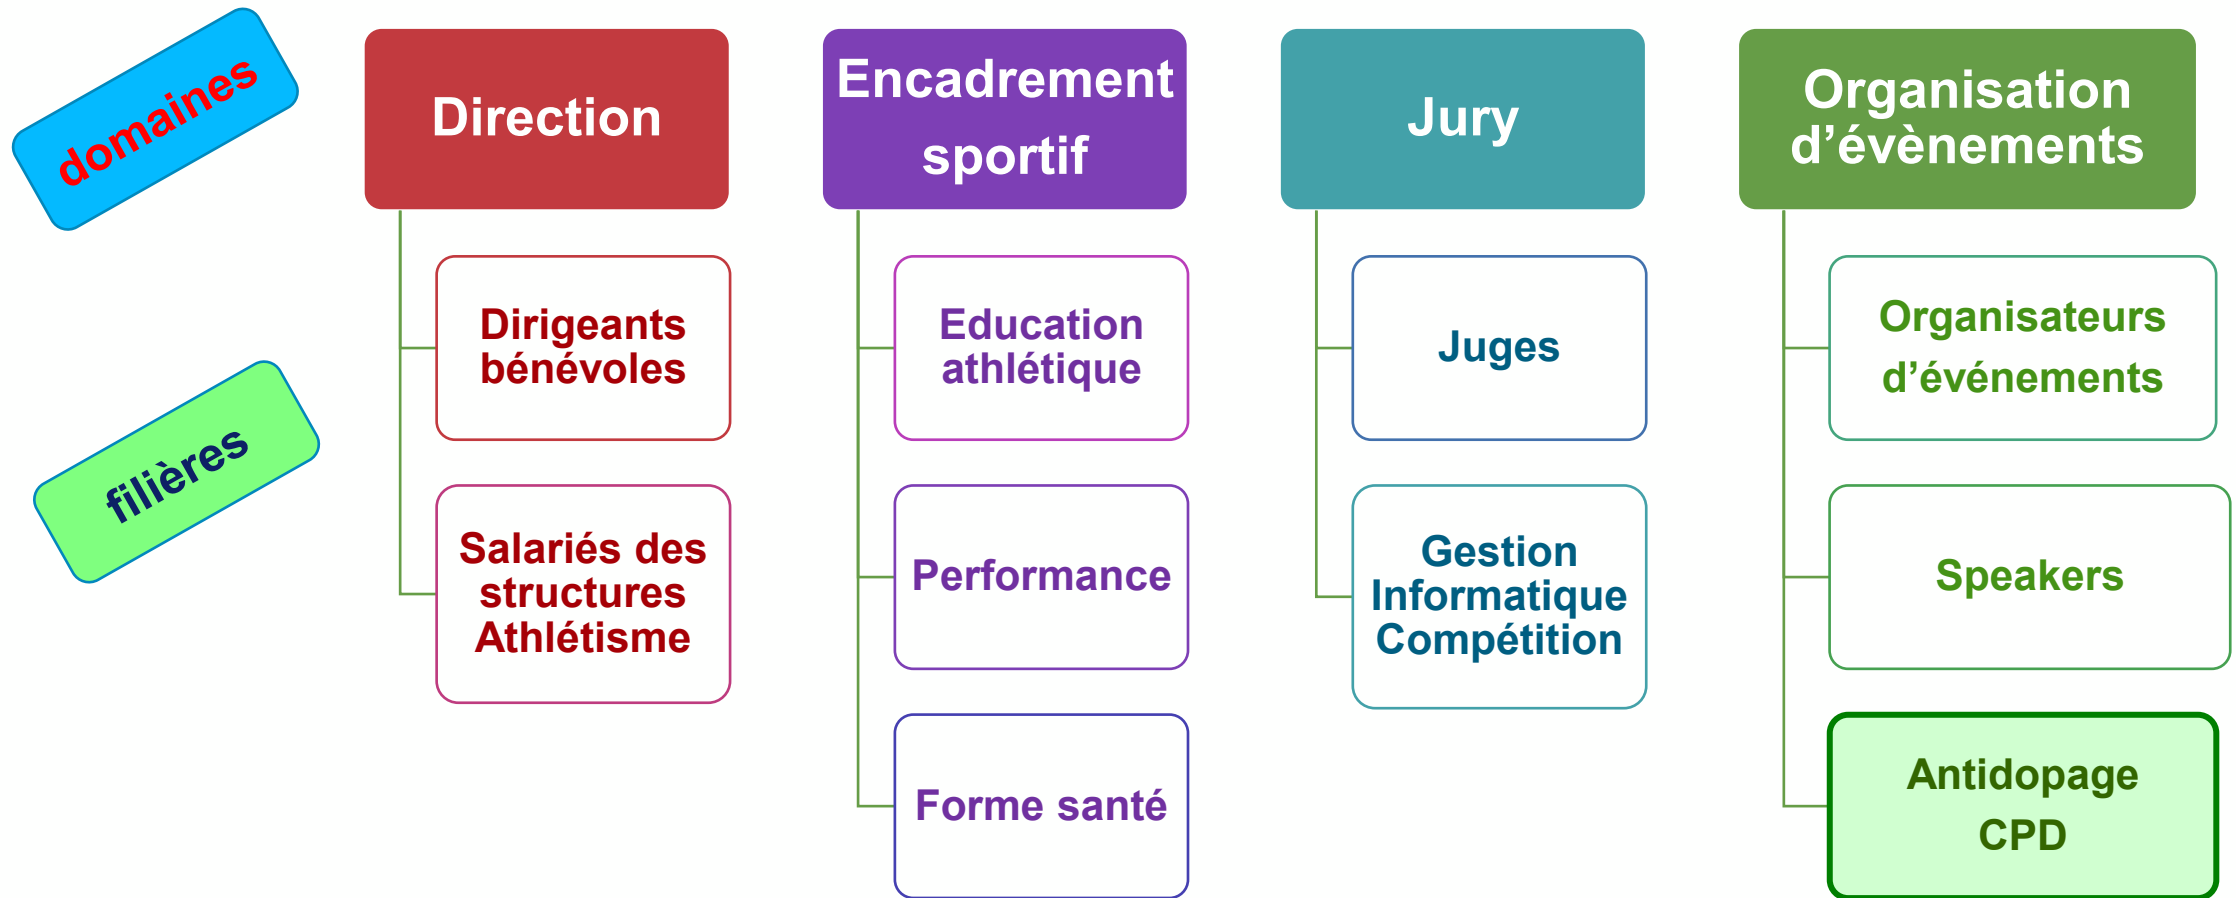 domaines
Direction
Encadrement
sportif
Jury
Organisation
d’évènements
filières
Dirigeants
bénévoles
Salariés des
structures
Athlétisme
Education
athlétique
Performance
Forme santé
Juges
Gestion
Informatique
Compétition
Organisateurs
d’événements
Speakers
Antidopage
CPD